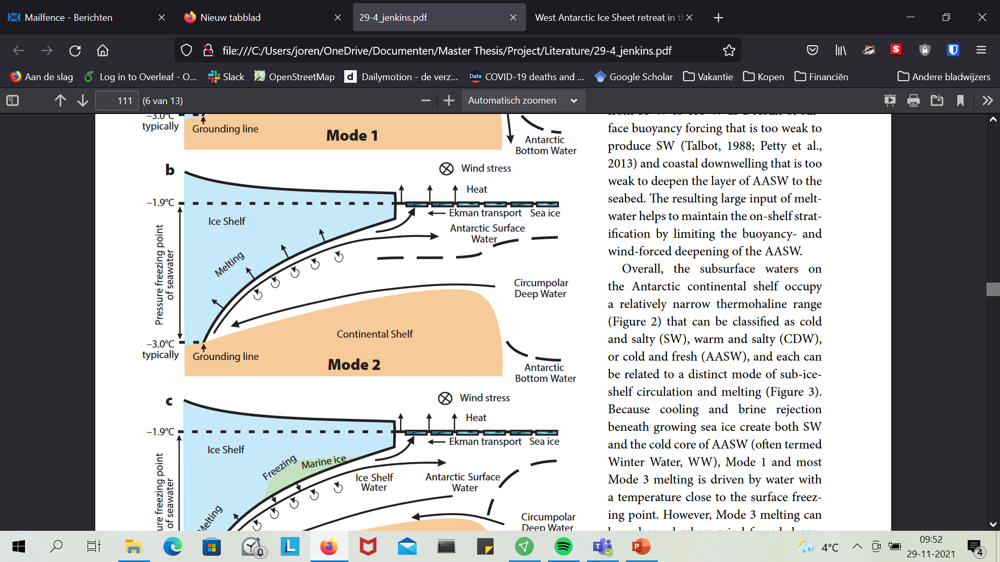 Mailfence - Berichten
Nieuw tabblad
29-4_jenkins.pdf
West Antarctic Ice Sheet retreat in
file:///C:/Users/joren/OneDrive/Documenten/Master Thesis/Project/Literature/29-4_jenkins.pdf
Aan de slag
Log in to Overleaf - O...
Slack
OpenStreetMap
Dailymotion - de verz...
COVID-19 deaths and ...
Google Scholar
Vakantie
Kopen
Financiën
Andere bladwijzers
111 (6 van 13)
Automatisch zoomen
−3.0°C
typically
Grounding line
Mode 1
Antarctic
Bottom Water
b
Wind stress
Heat
−1.9°C
Ice Shelf
Ekman transport
Sea ice
Antarctic Surface
Water
Melting
Pressure freezing point
of seawater
Circumpolar
Deep Water
Continental Shelf
−3.0°C
typically
Grounding line
Mode 2
Antarctic
Bottom Water
c
Wind stress
Heat
−1.9°C
Ice Shelf
Ekman transport
Sea ice
Freezing
Marine ice
Ice Shelf
Water
Antarctic Surface
Water
Melting
ure freezing point
of seawater
Circumpolar
Deep Water
face buoyancy forcing that is too weak to
produce SW (Talbot, 1988; Petty et al.,
2013) and coastal downwelling that is too
weak to deepen the layer of AASW to the
seabed. The resulting large input of melt-
water helps to maintain the on-shelf strat-
ification by limiting the buoyancy- and
wind-forced deepening of the AASW.
Overall, the subsurface waters on
the Antarctic continental shelf occupy
a relatively narrow thermohaline range
(Figure 2) that can be classified as cold
and salty (SW), warm and salty (CDW),
or cold and fresh (AASW), and each can
be related to a distinct mode of sub-ice-
shelf circulation and melting (Figure 3).
Because cooling and brine rejection
beneath growing sea ice create both SW
and the cold core of AASW (often termed
Winter Water, WW), Mode 1 and most
Mode 3 melting is driven by water with
a temperature close to the surface freez-
ing point. However, Mode 3 melting can
4°C
09:52
29-11-2021
4